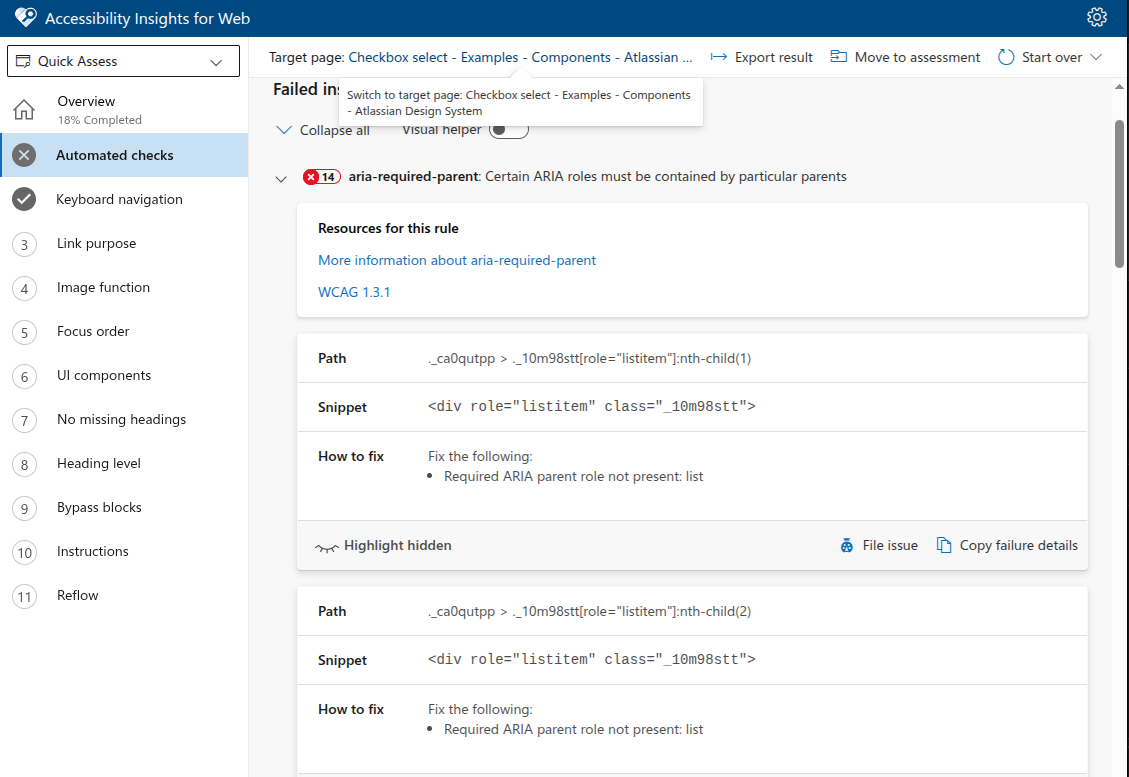 Accessibility Insights for Web
Quick Assess
Target page: Checkbox select - Examples - Components - Atlassian ...
Export result
Move to assessment
Start over
Switch to target page: Checkbox select - Examples - Components
- Atlassian Design System
Overview
18% Completed
Automated checks
Keyboard navigation
3 Link purpose
4 Image function
5 Focus order
6 UI components
7 No missing headings
8 Heading level
9 Bypass blocks
10 Instructions
11 Reflow
Failed ins
Collapse all
Visual helper
14 aria-required-parent: Certain ARIA roles must be contained by particular parents
Resources for this rule
More information about aria-required-parent
WCAG 1.3.1
Path ._ca0qutpp > ._10m98stt[role="listitem"]:nth-child(1)
Snippet <div role="listitem" class="_10m98stt">
How to fix Fix the following:
• Required ARIA parent role not present: list
Highlight hidden
File issue
Copy failure details
Path ._ca0qutpp > ._10m98stt[role="listitem"]:nth-child(2)
Snippet <div role="listitem" class="_10m98stt">
How to fix Fix the following:
• Required ARIA parent role not present: list